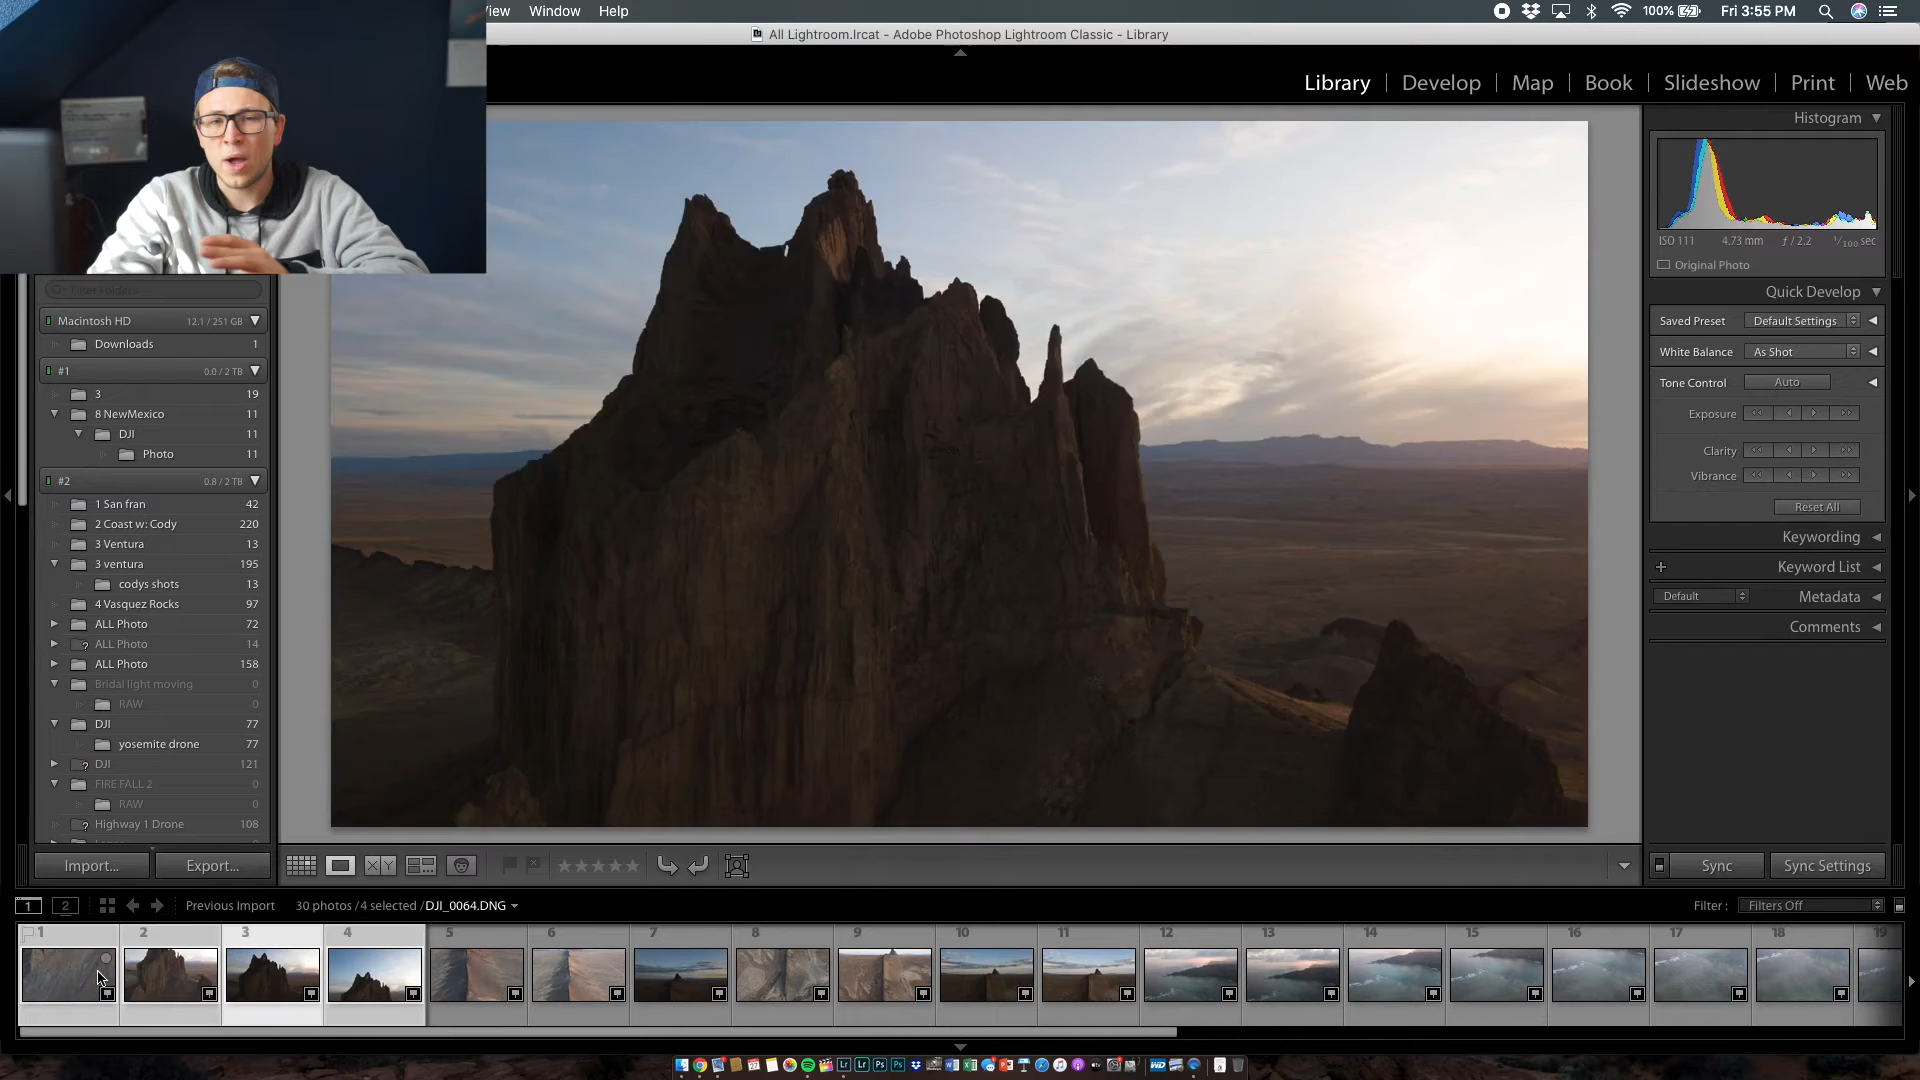 View Window Help
100% Fri 3:55 PM
All Lightroom.lrcat - Adobe Photoshop Lightroom Classic - Library
Library | Develop | Map | Book | Slideshow | Print | Web
Histogram
ISO 111 4.73 mm ƒ / 2.2 1/100 sec
Original Photo
Quick Develop
Saved Preset Default Settings
White Balance As Shot
Tone Control Auto
Exposure
Clarity
Vibrance
Reset All
Keywording
Keyword List
Default Metadata
Comments
Filter Folders
Macintosh HD 12.1 / 251 GB
Downloads 1
#1 0.0 / 2 TB
3 19
8 NewMexico 11
DJI 11
Photo 11
#2 0.8 / 2 TB
1 San fran 42
2 Coast w: Cody 220
3 Ventura 13
3 ventura 195
codys shots 13
4 Vasquez Rocks 97
ALL Photo 72
ALL Photo 14
ALL Photo 158
Bridal light moving 0
RAW 0
DJI 77
yosemite drone 77
DJI 121
FIRE FALL 2 0
RAW 0
Highway 1 Drone 108
Import... Export...
X Y
Sync Sync Settings
1 2 Previous Import 30 photos / 4 selected / DJI_0064.DNG
Filter : Filters Off
1 2 3 4 5 6 7 8 9 10 11 12 13 14 15 16 17 18 19